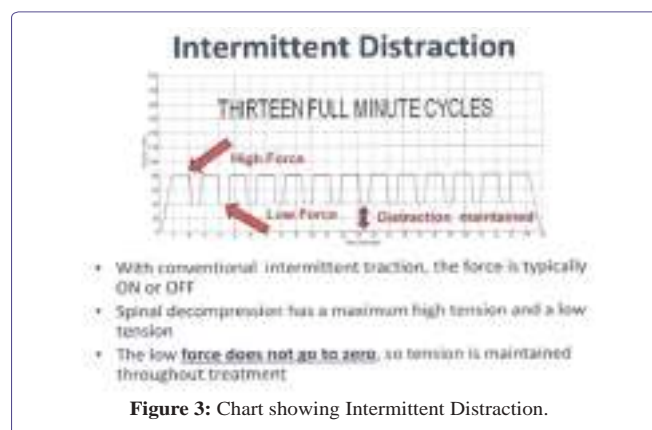 Intermittent Distraction
THIRTEEN FULL MINUTE CYCLES
High Force
Low Force
Distraction maintained
• With conventional intermittent traction, the force is typically
ON or OFF
• Spinal decompression has a maximum high tension and a low
tension
• The low force does not go to zero, so tension is maintained
throughout treatment
Figure 3: Chart showing Intermittent Distraction.